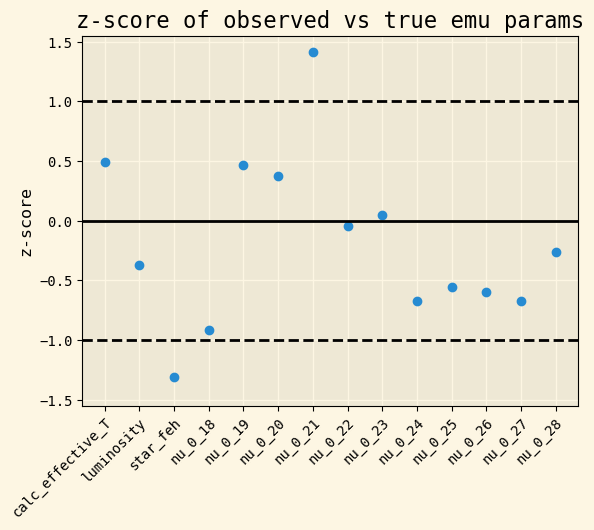 z-score of observed vs true emu params
1.5
1.0
0.5
0.0
−0.5
−1.0
−1.5
z-score
calc_effective_T
luminosity
star_feh
nu_0_18
nu_0_19
nu_0_20
nu_0_21
nu_0_22
nu_0_23
nu_0_24
nu_0_25
nu_0_26
nu_0_27
nu_0_28